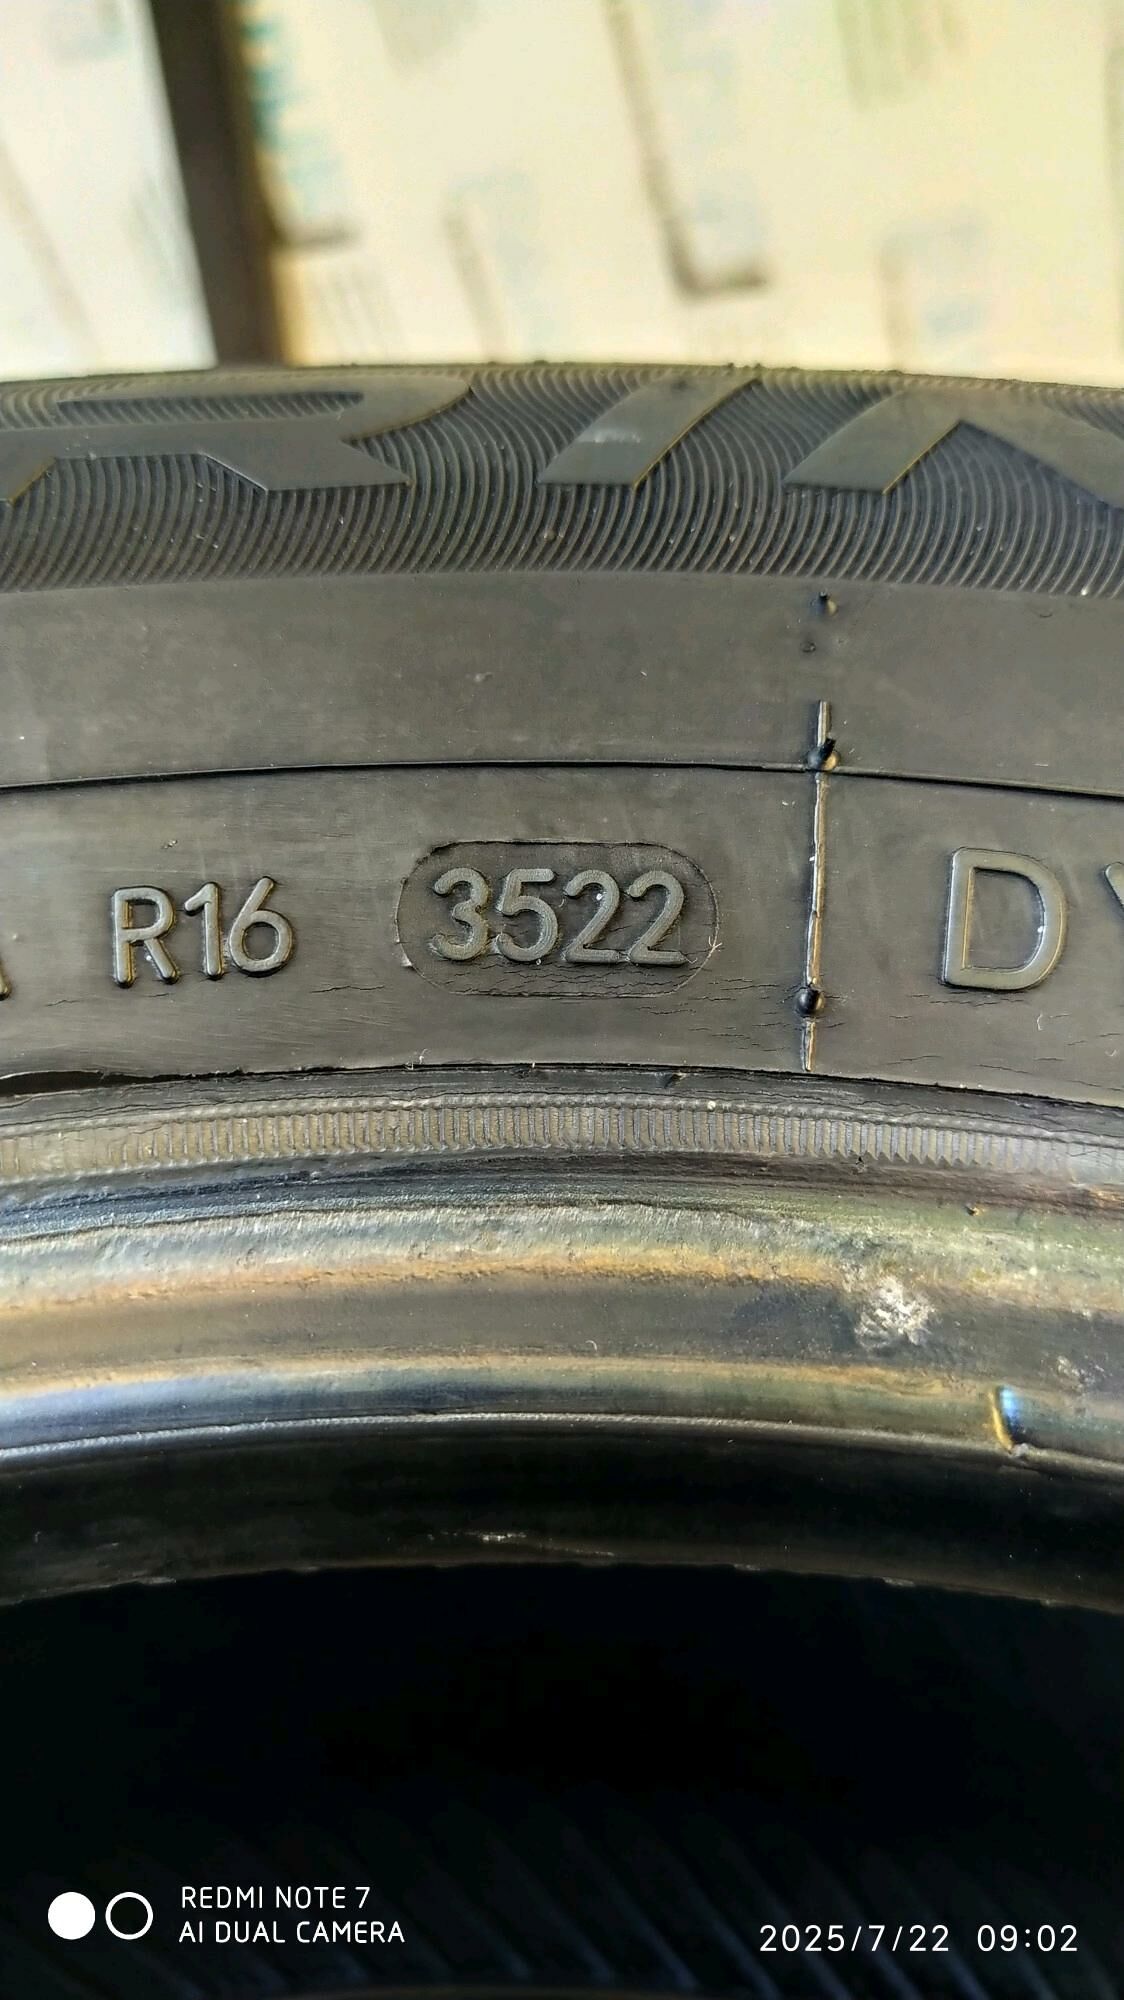 R16 3522
REDMI NOTE 7
AI DUAL CAMERA
2025/7/22 09:02